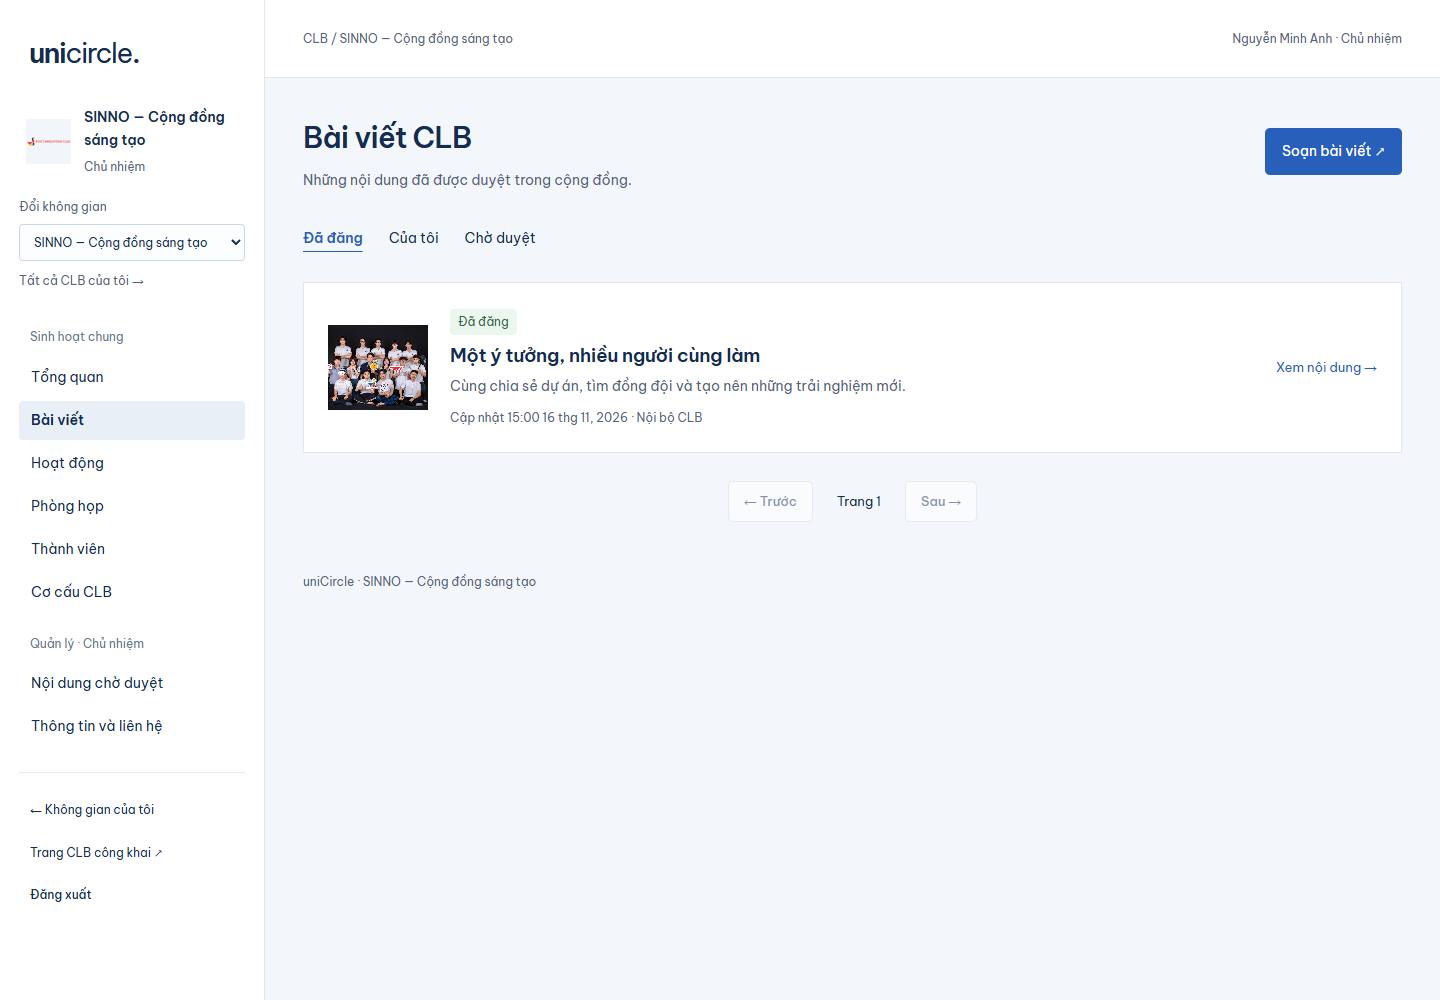 unicircle.
SINNO — Cộng đồng
sáng tạo
Chủ nhiệm
Đổi không gian
SINNO — Cộng đồng sáng tạo
Tất cả CLB của tôi →
Sinh hoạt chung
Tổng quan
Bài viết
Hoạt động
Phòng họp
Thành viên
Cơ cấu CLB
Quản lý · Chủ nhiệm
Nội dung chờ duyệt
Thông tin và liên hệ
← Không gian của tôi
Trang CLB công khai ↗
Đăng xuất
CLB / SINNO — Cộng đồng sáng tạo
Nguyễn Minh Anh · Chủ nhiệm
Bài viết CLB
Những nội dung đã được duyệt trong cộng đồng.
Soạn bài viết ↗
Đã đăng
Của tôi
Chờ duyệt
Đã đăng
Một ý tưởng, nhiều người cùng làm
Cùng chia sẻ dự án, tìm đồng đội và tạo nên những trải nghiệm mới.
Cập nhật 15:00 16 thg 11, 2026 · Nội bộ CLB
Xem nội dung →
← Trước
Trang 1
Sau →
uniCircle · SINNO — Cộng đồng sáng tạo